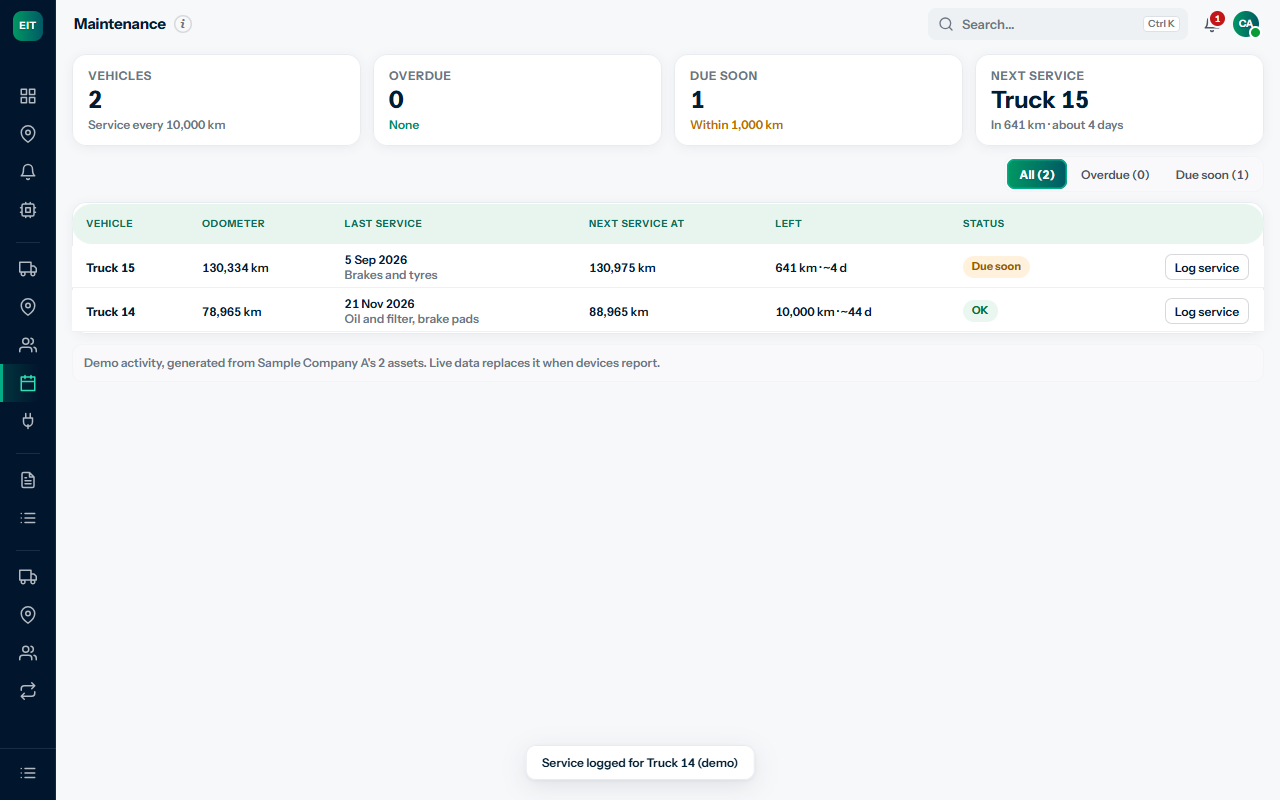 EIT
Maintenance
i
Search...
Ctrl K
1
CA
VEHICLES
2
Service every 10,000 km
OVERDUE
0
None
DUE SOON
1
Within 1,000 km
NEXT SERVICE
Truck 15
In 641 km · about 4 days
All (2)
Overdue (0)
Due soon (1)
VEHICLE ODOMETER LAST SERVICE NEXT SERVICE AT LEFT STATUS
Truck 15 130,334 km 5 Sep 2026 130,975 km 641 km · ~4 d Due soon Log service
Brakes and tyres
Truck 14 78,965 km 21 Nov 2026 88,965 km 10,000 km · ~44 d OK Log service
Oil and filter, brake pads
Demo activity, generated from Sample Company A's 2 assets. Live data replaces it when devices report.
Service logged for Truck 14 (demo)